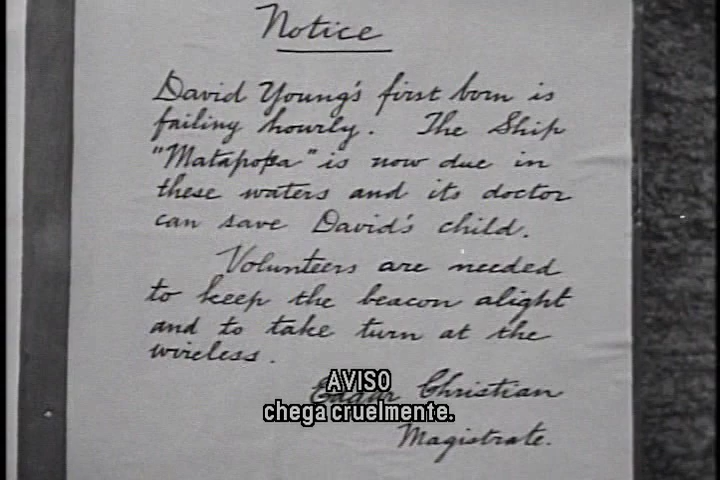 Notice
David Young's first born is
failing hourly. The Ship
"Matapopa" is now due in
these waters and its doctor
can save David's child.
Volunteers are needed
to keep the beacon alight
and to take turn at the
wireless.
Edgar Christian
Magistrate.
AVISO
chega cruelmente.